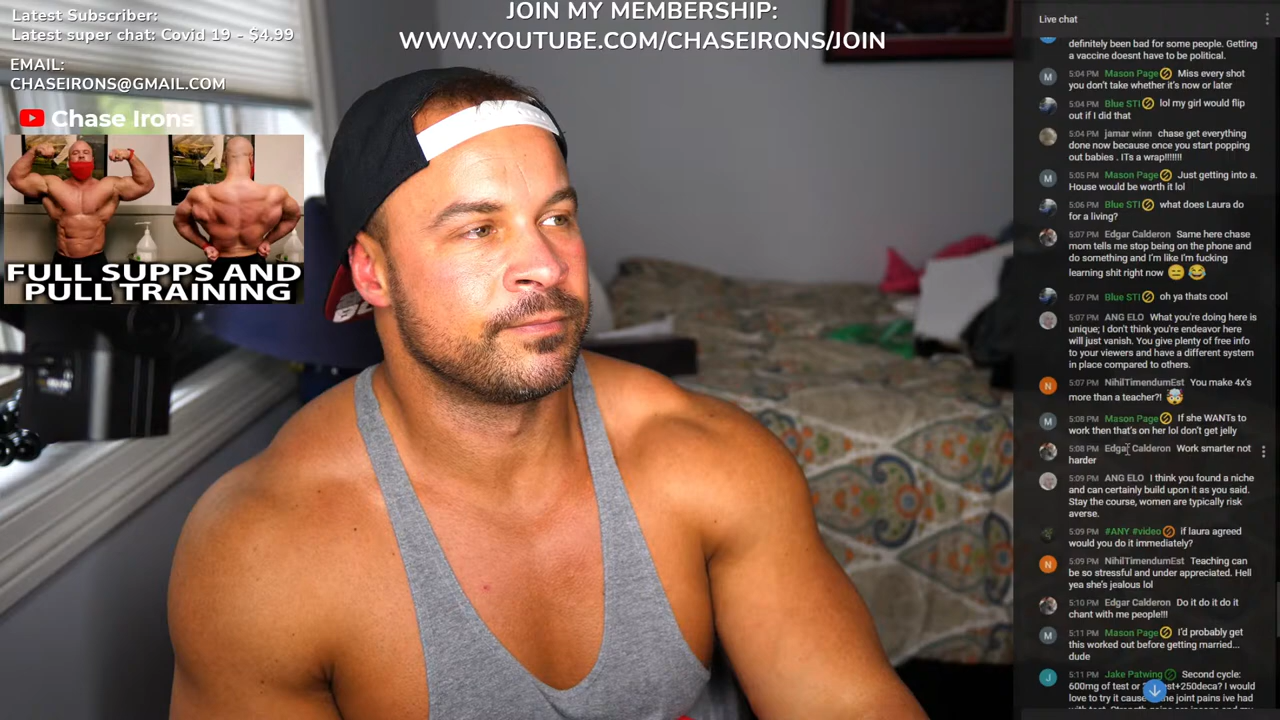 Latest Subscriber:
Latest super chat: Covid 19 - $4.99
EMAIL:
CHASEIRONS@GMAIL.COM
Chase Irons
FULL SUPPS AND
PULL TRAINING
JOIN MY MEMBERSHIP:
WWW.YOUTUBE.COM/CHASEIRONS/JOIN
Live chat
definitely been bad for some people. Getting
a vaccine doesnt have to be political.
M
5:04 PM Mason Page Miss every shot
you don't take whether it's now or later
5:04 PM Blue STI lol my girl would flip
out if I did that
5:04 PM jamar winn chase get everything
done now because once you start popping
out babies . ITs a wrap!!!!!!!
M
5:05 PM Mason Page Just getting into a.
House would be worth it lol
5:06 PM Blue STI what does Laura do
for a living?
5:07 PM Edgar Calderon Same here chase
mom tells me stop being on the phone and
do something and I'm like I'm fucking
learning shit right now 😑 😂
5:07 PM Blue STI oh ya thats cool
5:07 PM ANG ELO What you're doing here is
unique; I don't think you're endeavor here
will just vanish. You give plenty of free info
to your viewers and have a different system
in place compared to others.
N
5:07 PM NihilTimendumEst You make 4x's
more than a teacher?! 🤯
M
5:08 PM Mason Page If she WANTs to
work then that's on her lol don't get jelly
5:08 PM Edgar Calderon Work smarter not
harder
5:09 PM ANG ELO I think you found a niche
and can certainly build upon it as you said.
Stay the course, women are typically risk
averse.
5:09 PM #ANY #video if laura agreed
would you do it immediately?
N
5:09 PM NihilTimendumEst Teaching can
be so stressful and under appreciated. Hell
yea she's jealous lol
5:10 PM Edgar Calderon Do it do it do it
chant with me people!!!
M
5:11 PM Mason Page I'd probably get
this worked out before getting married...
dude
J
5:11 PM Jake Patwing Second cycle:
600mg of test or test+250deca? I would
love to try it cause the joint pains ive had